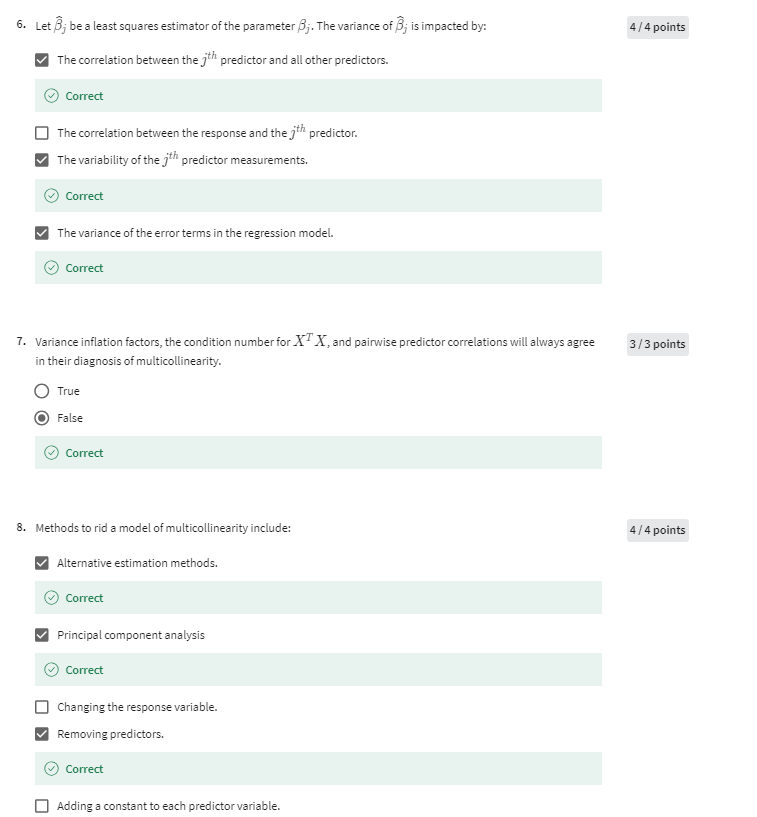 6. Let β̂ⱼ be a least squares estimator of the parameter βⱼ. The variance of β̂ⱼ is impacted by:
4 / 4 points
The correlation between the jᵗʰ predictor and all other predictors.
Correct
The correlation between the response and the jᵗʰ predictor.
The variability of the jᵗʰ predictor measurements.
Correct
The variance of the error terms in the regression model.
Correct
7. Variance inflation factors, the condition number for XᵀX, and pairwise predictor correlations will always agree
in their diagnosis of multicollinearity.
3 / 3 points
True
False
Correct
8. Methods to rid a model of multicollinearity include:
4 / 4 points
Alternative estimation methods.
Correct
Principal component analysis
Correct
Changing the response variable.
Removing predictors.
Correct
Adding a constant to each predictor variable.